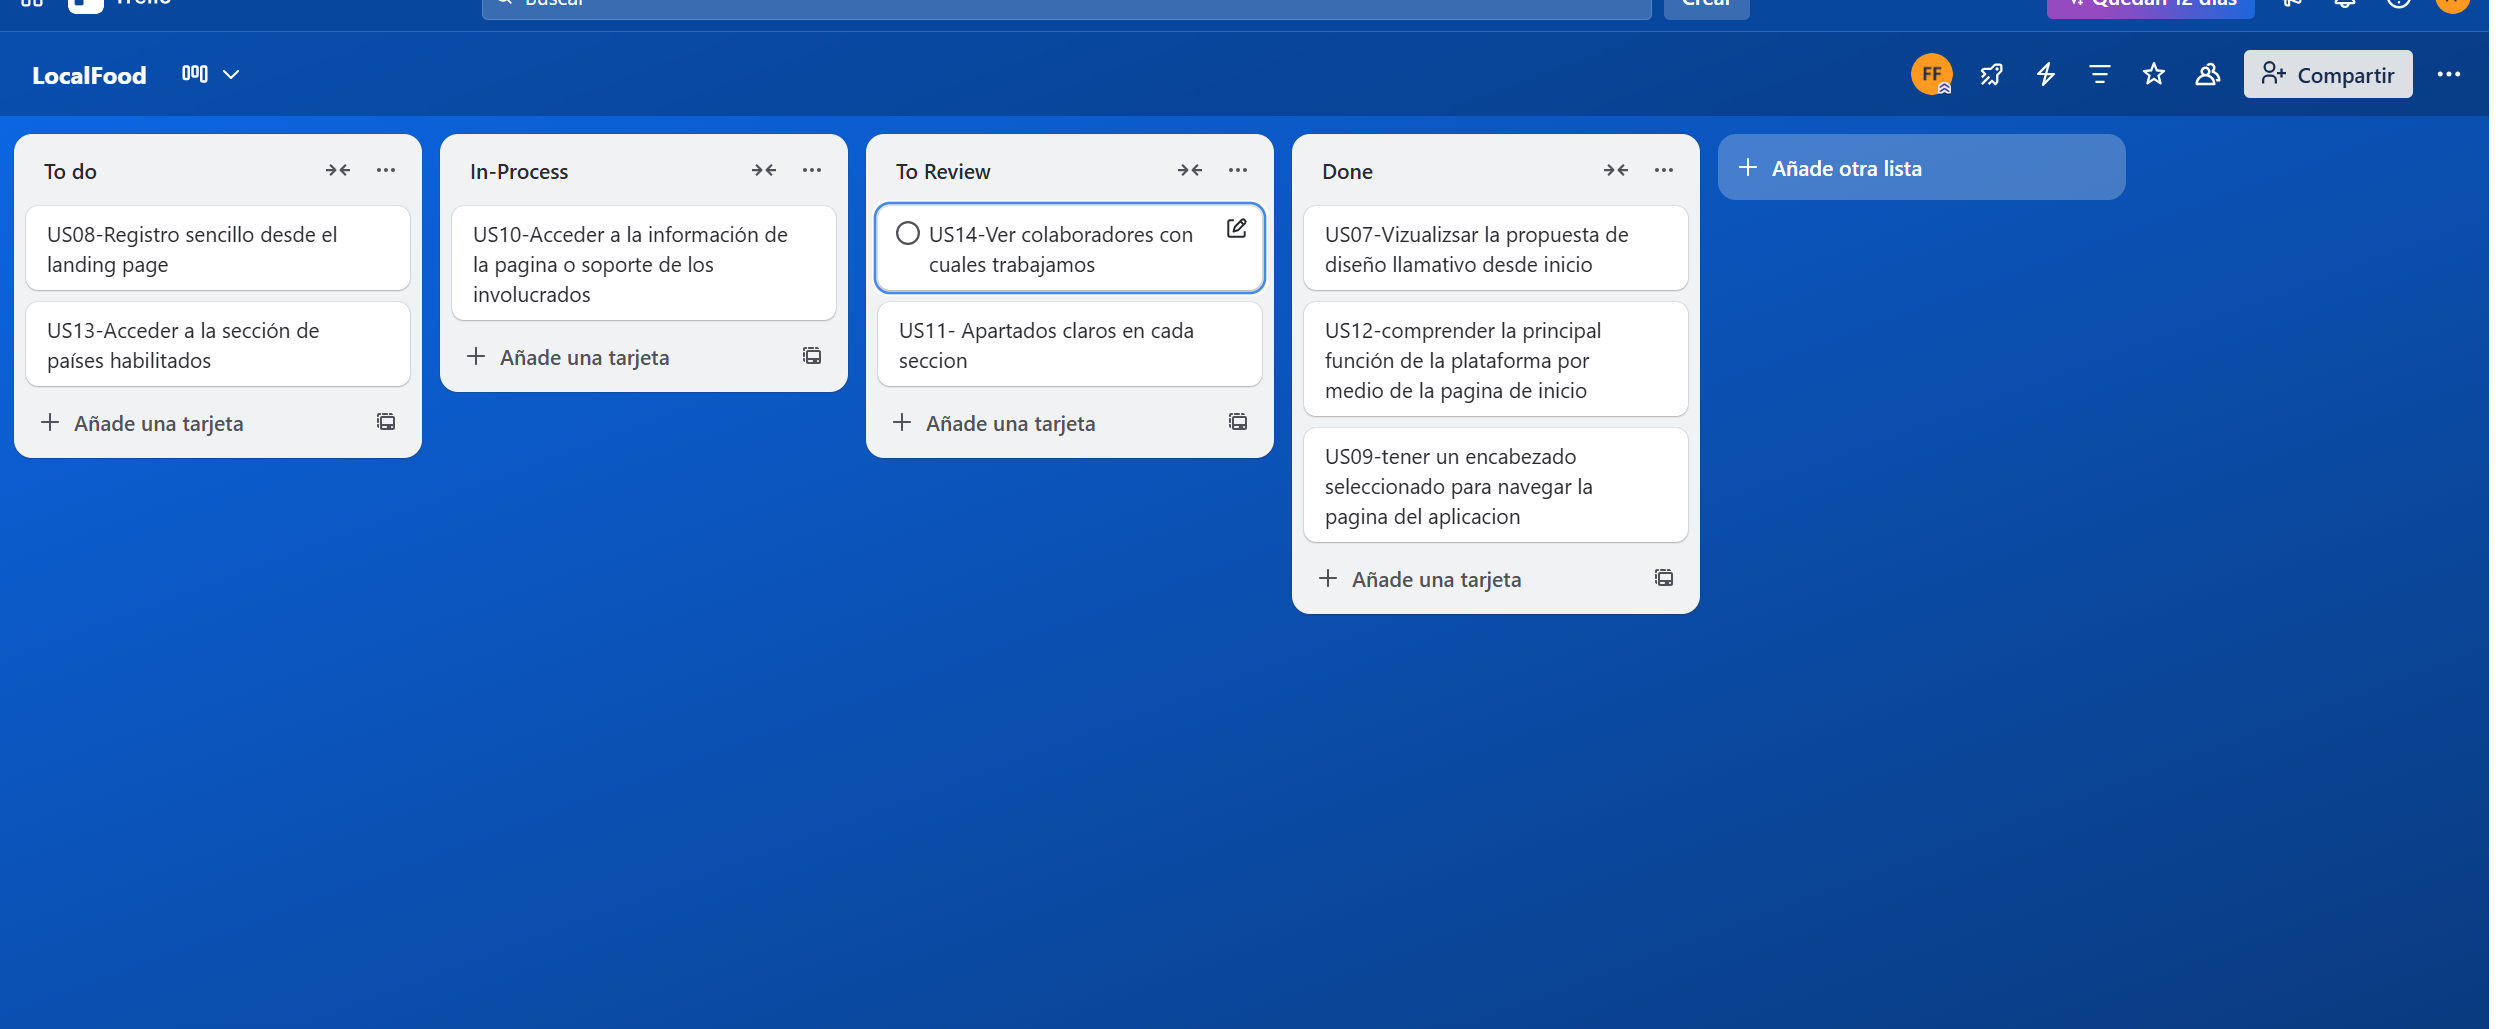 Trello
Buscar
Crear
Quedan 12 días
LocalFood
FF
Compartir
To do
US08-Registro sencillo desde el
landing page
US13-Acceder a la sección de
países habilitados
Añade una tarjeta
In-Process
US10-Acceder a la información de
la pagina o soporte de los
involucrados
Añade una tarjeta
To Review
US14-Ver colaboradores con
cuales trabajamos
US11- Apartados claros en cada
seccion
Añade una tarjeta
Done
US07-Vizualizsar la propuesta de
diseño llamativo desde inicio
US12-comprender la principal
función de la plataforma por
medio de la pagina de inicio
US09-tener un encabezado
seleccionado para navegar la
pagina del aplicacion
Añade una tarjeta
Añade otra lista